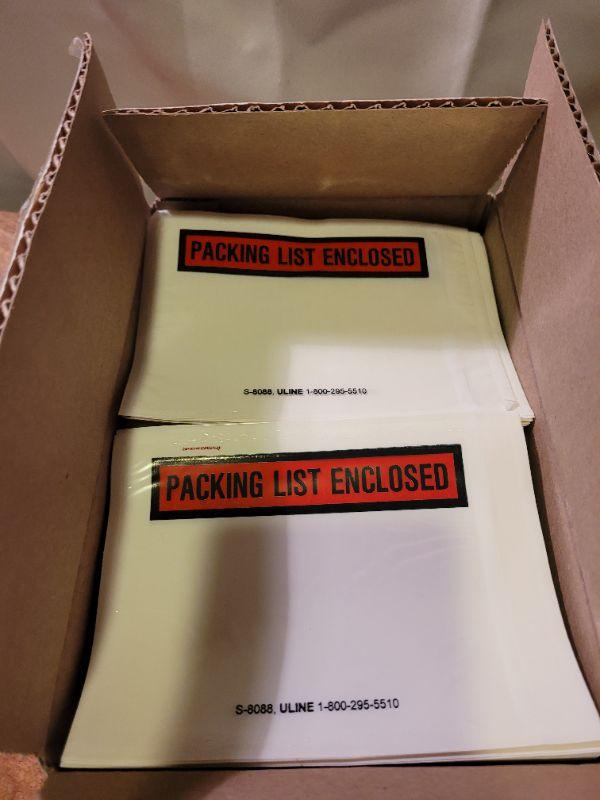 PACKING LIST ENCLOSED
S-8088, ULINE 1-800-295-5510
PACKING LIST ENCLOSED
S-8088, ULINE 1-800-295-5510